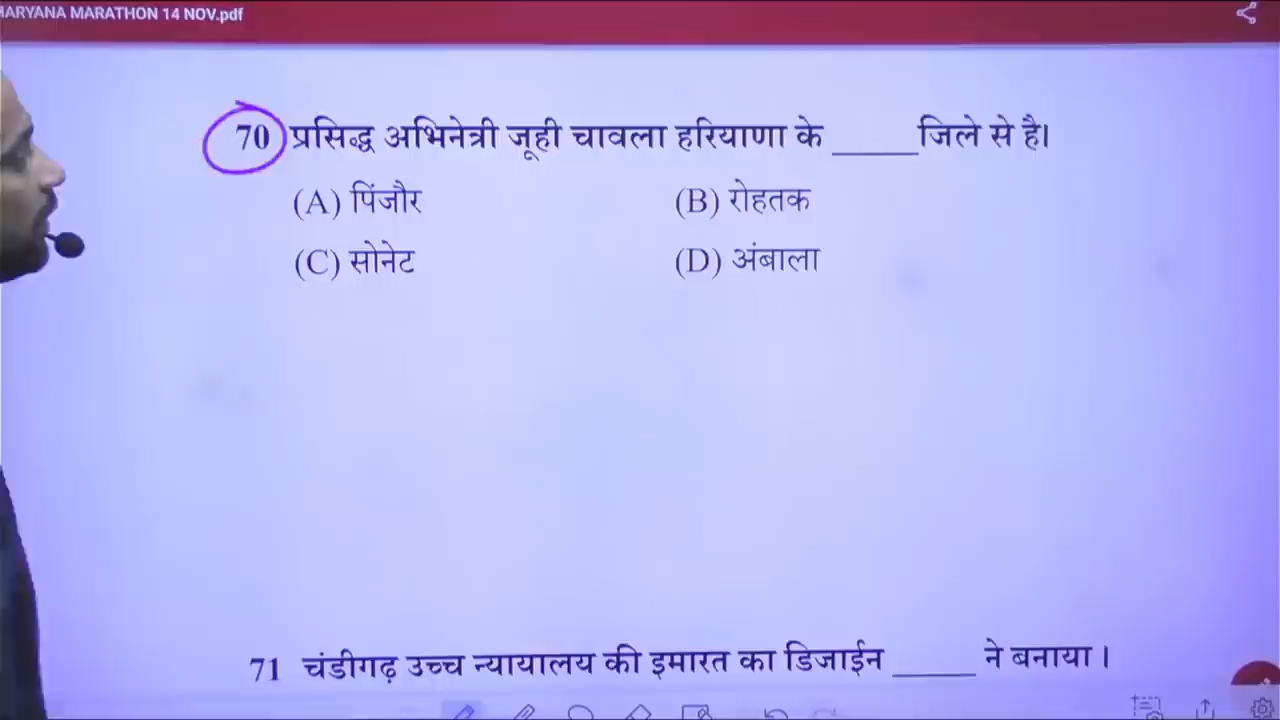 HARYANA MARATHON 14 NOV.pdf
70 प्रसिद्ध अभिनेत्री जूही चावला हरियाणा के _____ जिले से है।
(A) पिंजौर (B) रोहतक
(C) सोनेट (D) अंबाला
71 चंडीगढ़ उच्च न्यायालय की इमारत का डिजाईन _____ ने बनाया।